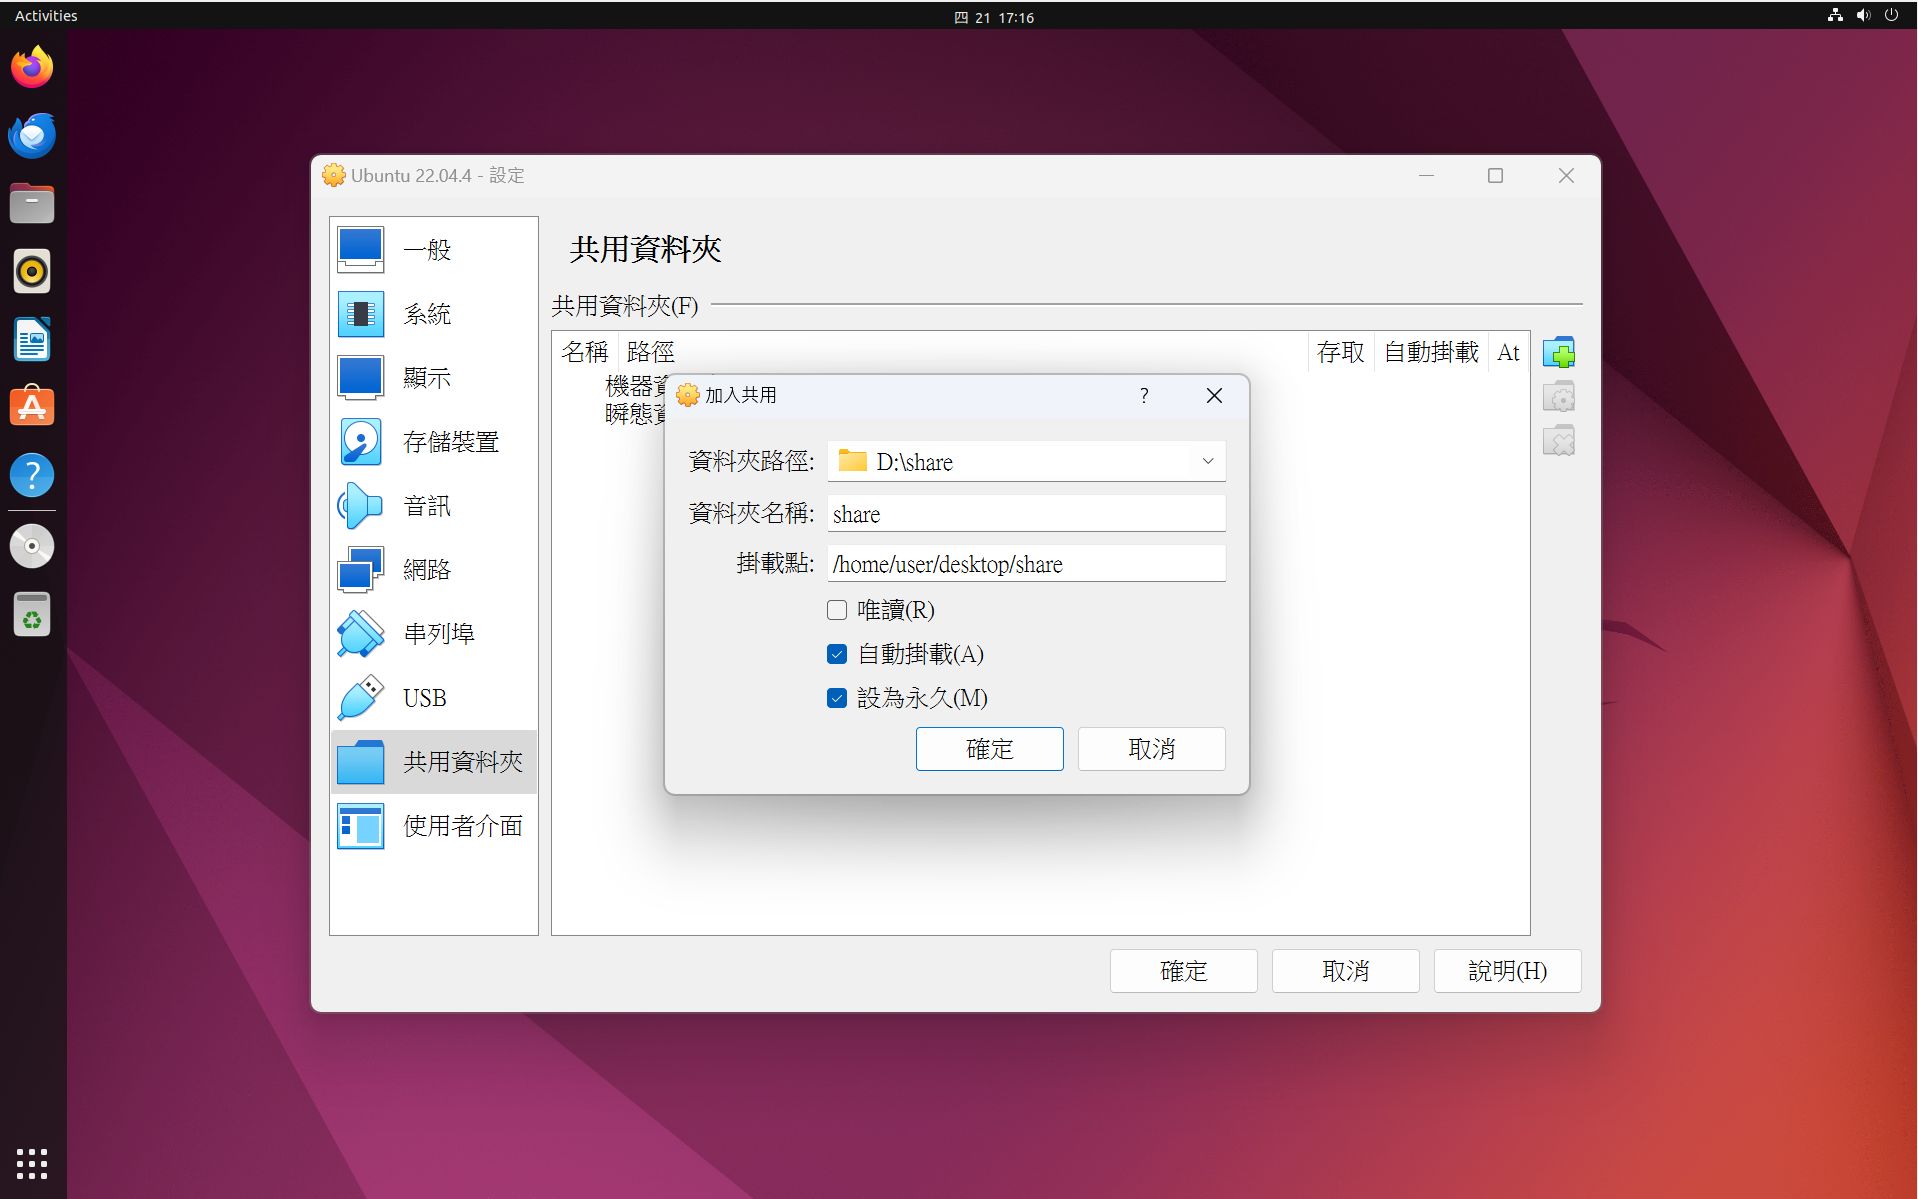 Activities
四 21 17:16
Ubuntu 22.04.4 - 設定
一般
系統
顯示
存儲裝置
音訊
網路
串列埠
USB
共用資料夾
使用者介面
共用資料夾
共用資料夾(F)
名稱 路徑 存取 自動掛載 At
機器資
瞬態資
加入共用
?
資料夾路徑: D:\share
資料夾名稱: share
掛載點: /home/user/desktop/share
唯讀(R)
自動掛載(A)
設為永久(M)
確定 取消
確定 取消 說明(H)